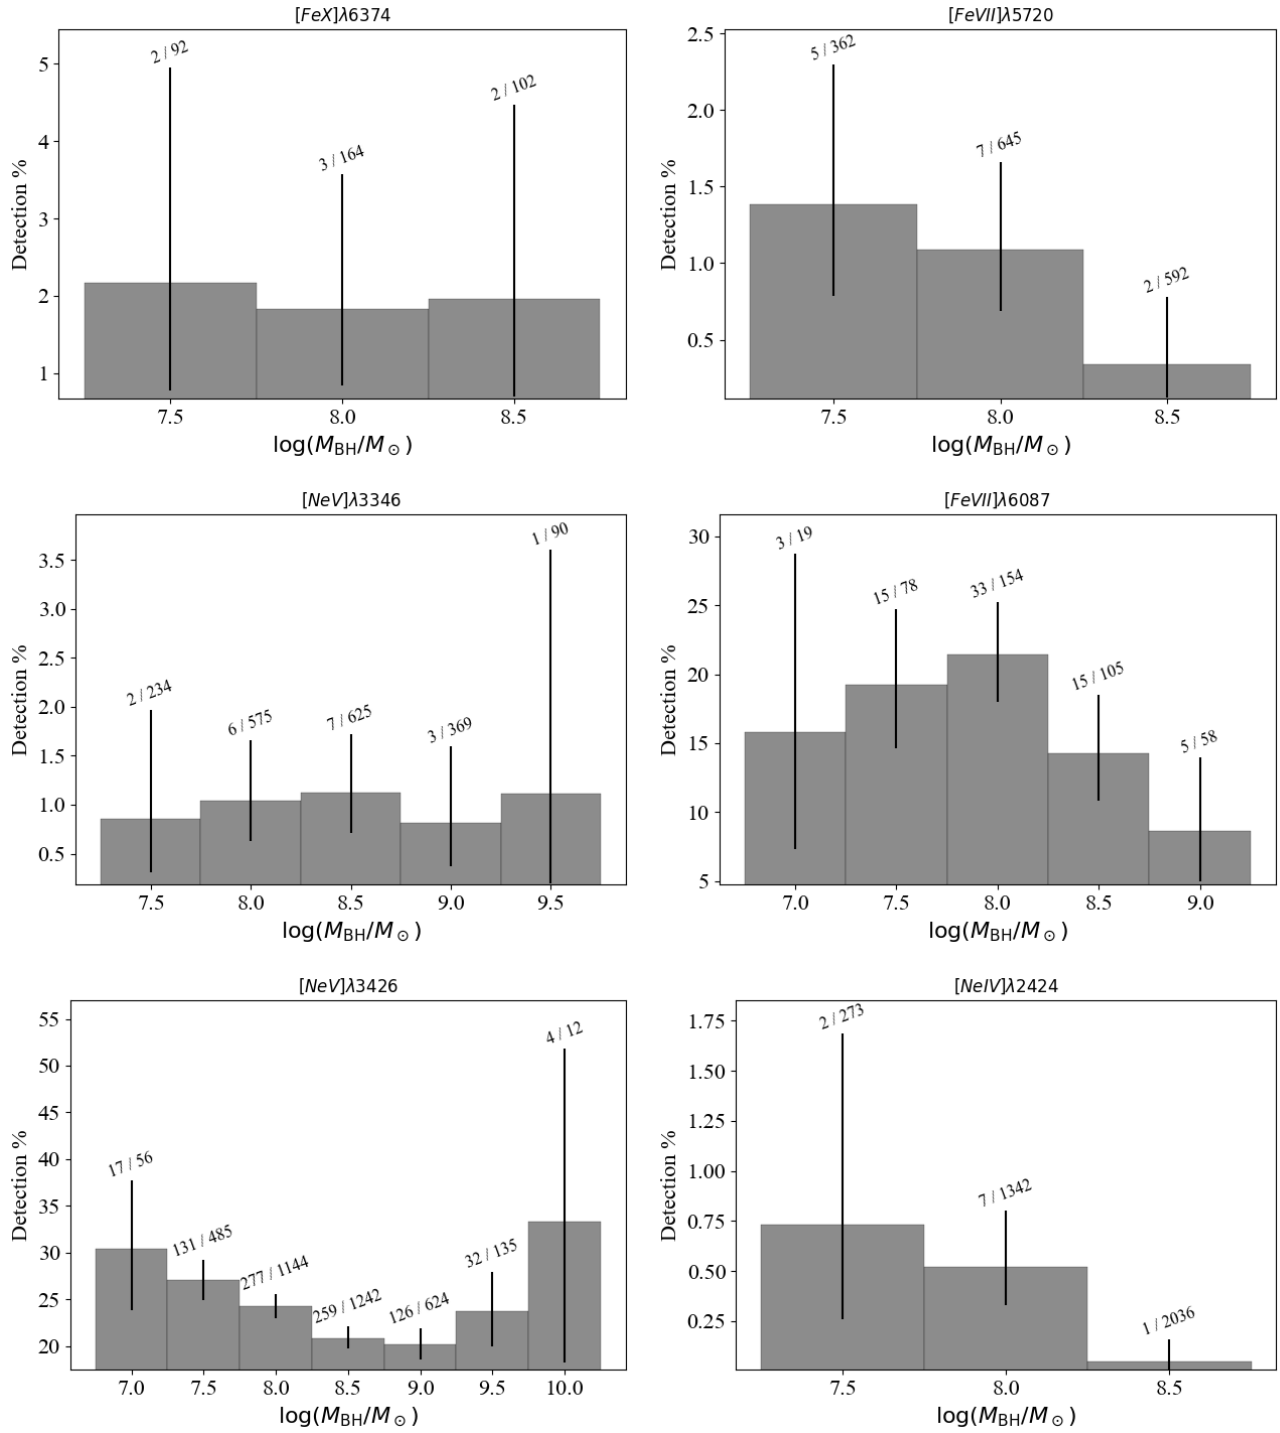 [FeX]λ6374
Detection %
5
4
3
2
1
2 / 92
3 / 164
2 / 102
7.5 8.0 8.5
log(M_BH/M_⊙)
[FeVII]λ5720
Detection %
2.5
2.0
1.5
1.0
0.5
5 / 362
7 / 645
2 / 592
7.5 8.0 8.5
log(M_BH/M_⊙)
[NeV]λ3346
Detection %
3.5
3.0
2.5
2.0
1.5
1.0
0.5
2 / 234
6 / 575
7 / 625
3 / 369
1 / 90
7.5 8.0 8.5 9.0 9.5
log(M_BH/M_⊙)
[FeVII]λ6087
Detection %
30
25
20
15
10
5
3 / 19
15 / 78
33 / 154
15 / 105
5 / 58
7.0 7.5 8.0 8.5 9.0
log(M_BH/M_⊙)
[NeV]λ3426
Detection %
55
50
45
40
35
30
25
20
17 / 56
131 / 485
277 / 1144
259 / 1242
126 / 624
32 / 135
4 / 12
7.0 7.5 8.0 8.5 9.0 9.5 10.0
log(M_BH/M_⊙)
[NeIV]λ2424
Detection %
1.75
1.50
1.25
1.00
0.75
0.50
0.25
2 / 273
7 / 1342
1 / 2036
7.5 8.0 8.5
log(M_BH/M_⊙)